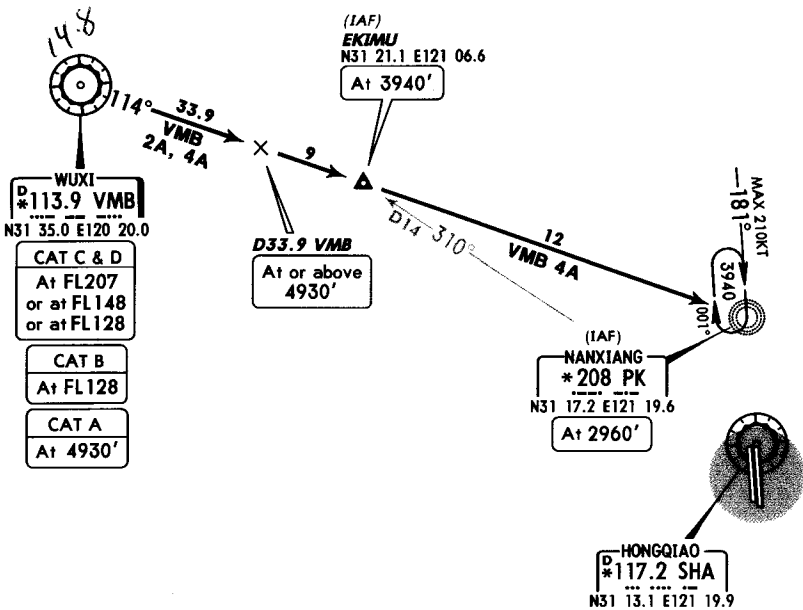 14.8
(IAF)
EKIMU
N31 21.1 E121 06.6
At 3940'
114°
33.9
VMB
2A, 4A
9
WUXI
D
*113.9 VMB
N31 35.0 E120 20.0
CAT C & D
At FL207
or at FL148
or at FL128
CAT B
At FL128
CAT A
At 4930'
D33.9 VMB
At or above
4930'
D14 310°
12
VMB 4A
MAX 210KT
181°
3940
001°
(IAF)
NANXIANG
*208 PK
N31 17.2 E121 19.6
At 2960'
HONGQIAO
D
*117.2 SHA
N31 13.1 E121 19.9